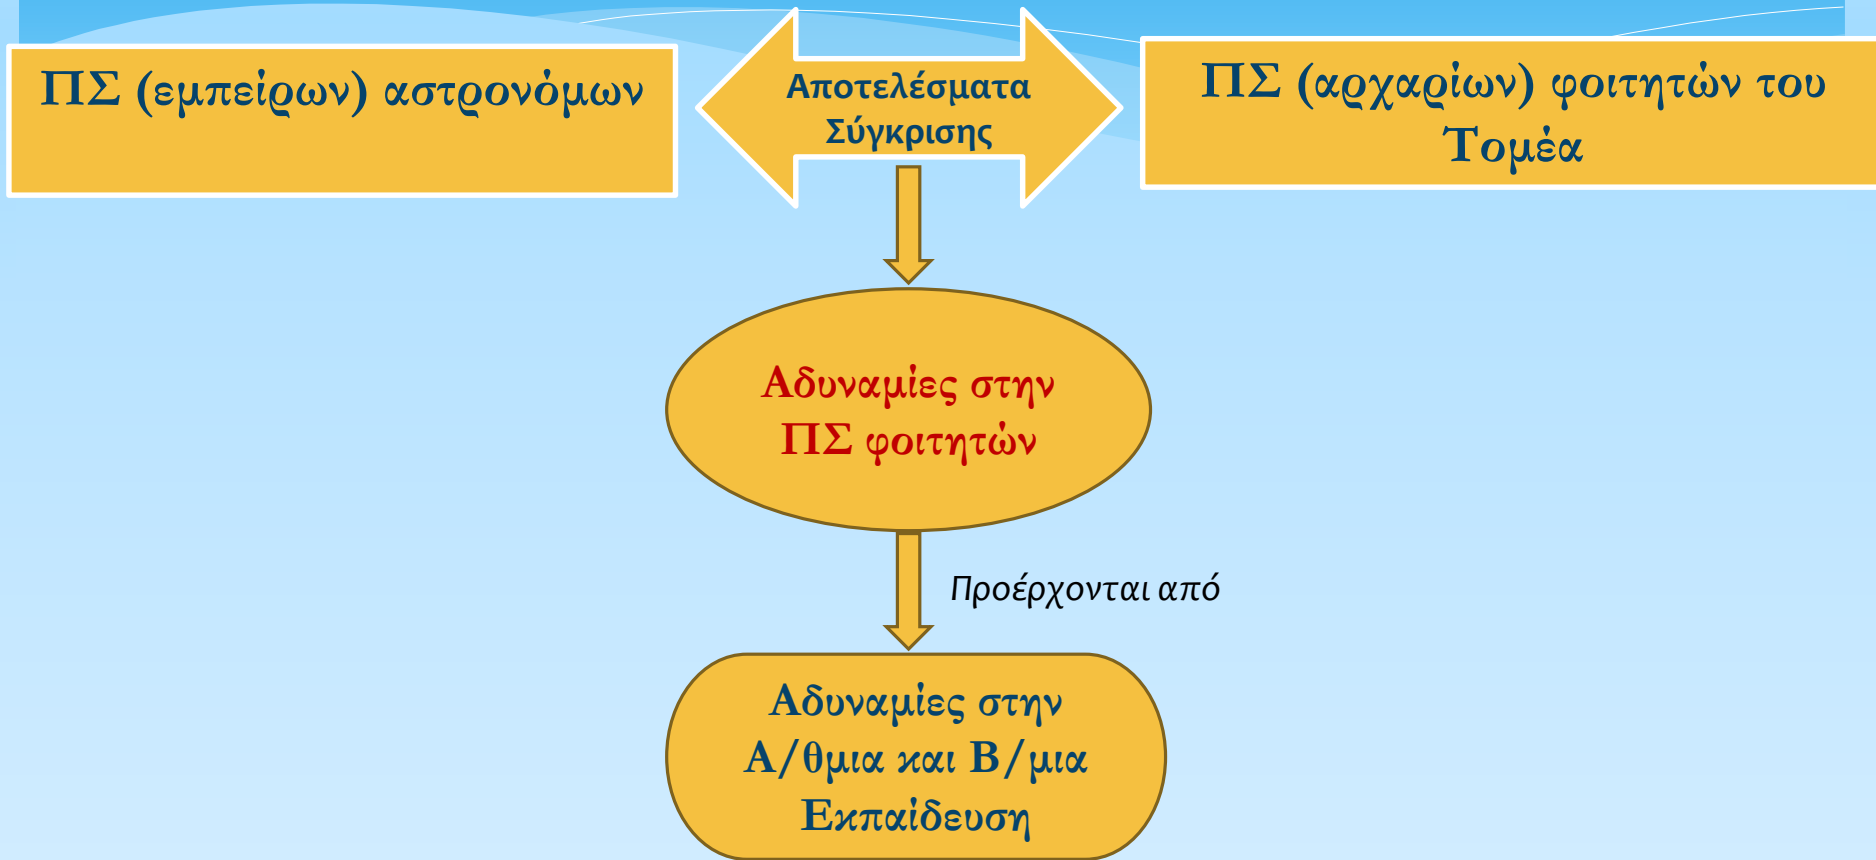 ΠΣ (εμπείρων) αστρονόμων
Αποτελέσματα
Σύγκρισης
ΠΣ (αρχαρίων) φοιτητών του
Τομέα
Αδυναμίες στην
ΠΣ φοιτητών
Προέρχονται από
Αδυναμίες στην
Α/θμια και Β/μια
Εκπαίδευση